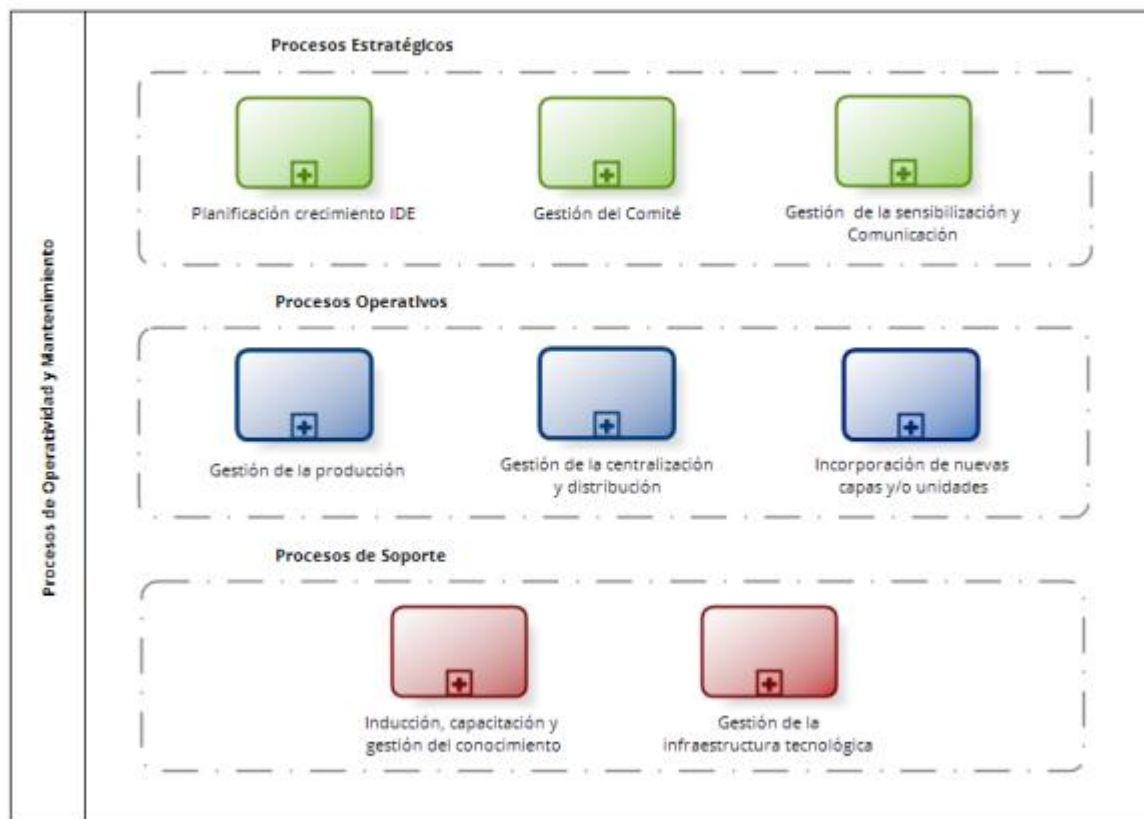 Procesos de Operatividad y Mantenimiento
Procesos Estratégicos
Planificación crecimiento IDE
Gestión del Comité
Gestión de la sensibilización y
Comunicación
Procesos Operativos
Gestión de la producción
Gestión de la centralización
y distribución
Incorporación de nuevas
capas y/o unidades
Procesos de Soporte
Inducción, capacitación y
gestión del conocimiento
Gestión de la
infraestructura tecnológica